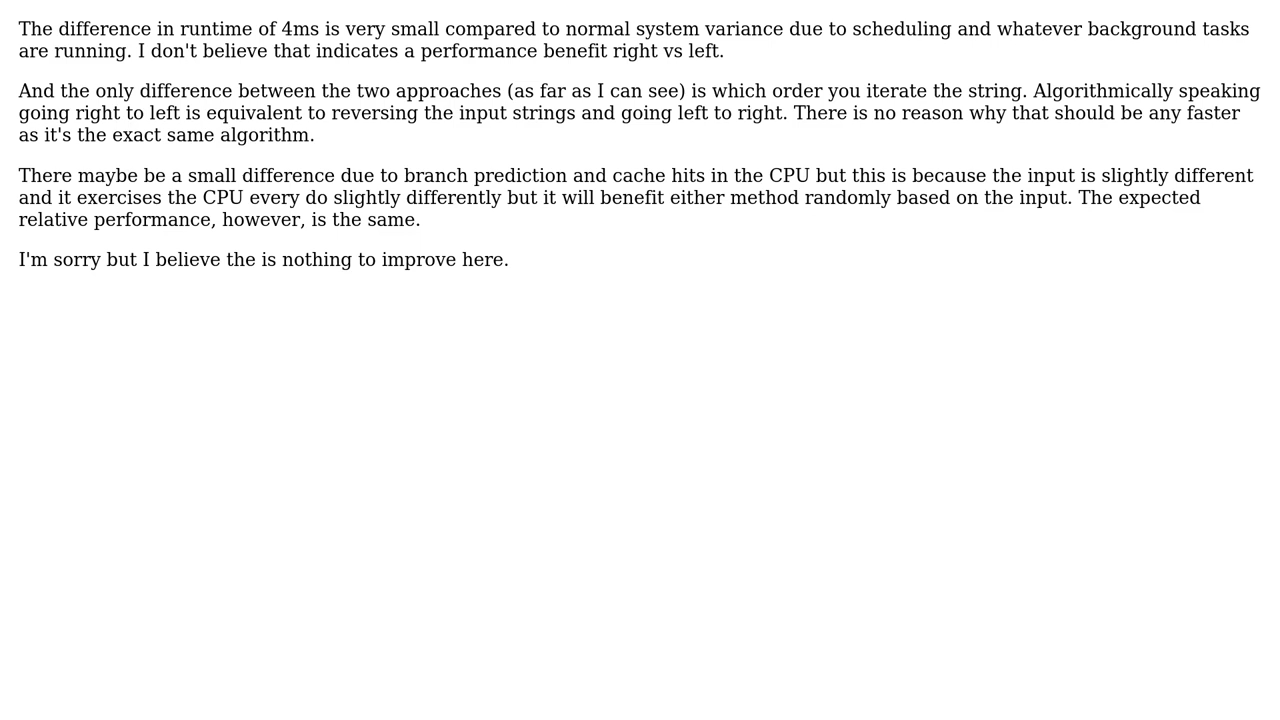 The difference in runtime of 4ms is very small compared to normal system variance due to scheduling and whatever background tasks
are running. I don't believe that indicates a performance benefit right vs left.
And the only difference between the two approaches (as far as I can see) is which order you iterate the string. Algorithmically speaking
going right to left is equivalent to reversing the input strings and going left to right. There is no reason why that should be any faster
as it's the exact same algorithm.
There maybe be a small difference due to branch prediction and cache hits in the CPU but this is because the input is slightly different
and it exercises the CPU every do slightly differently but it will benefit either method randomly based on the input. The expected
relative performance, however, is the same.
I'm sorry but I believe the is nothing to improve here.